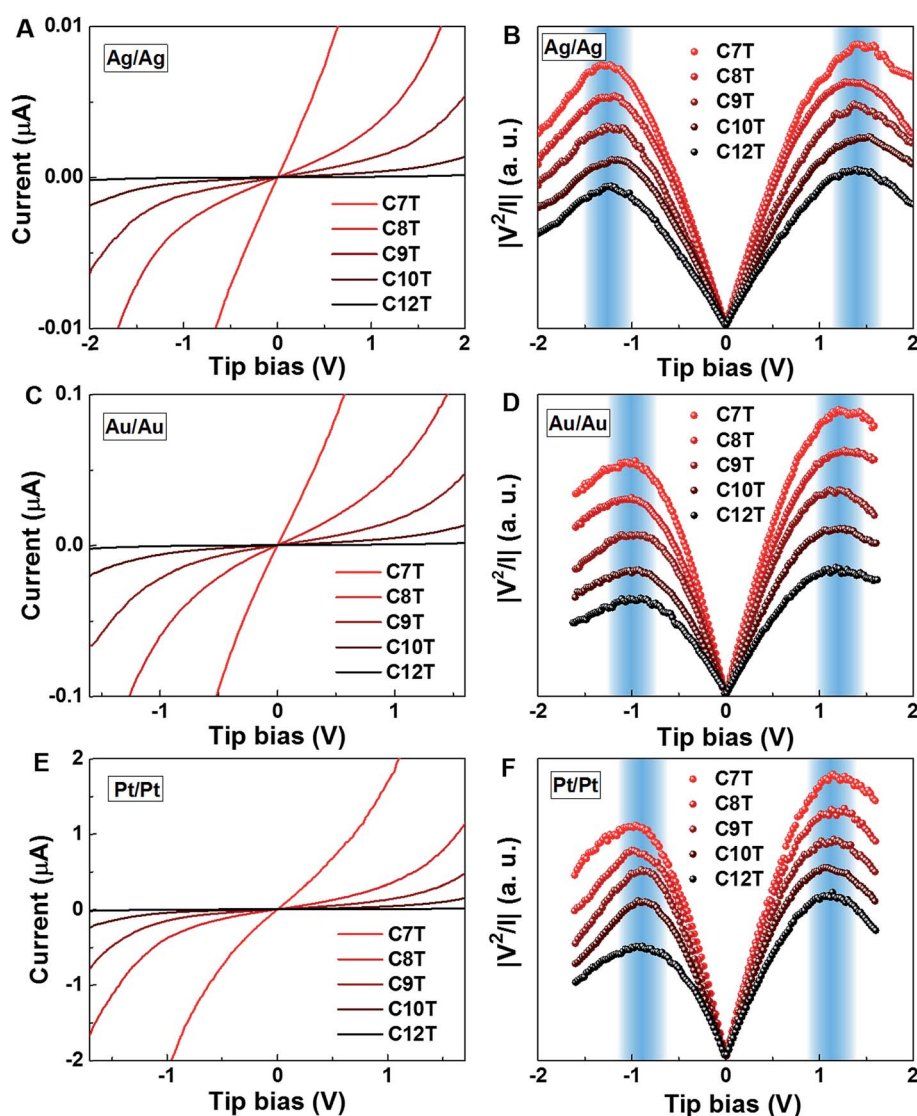 A
Ag/Ag
Current (μA)
0.01
0.00
-0.01
C7T
C8T
C9T
C10T
C12T
-2
-1
0
1
2
Tip bias (V)
B
Ag/Ag
|V²/I| (a. u.)
C7T
C8T
C9T
C10T
C12T
-2
-1
0
1
2
Tip bias (V)
C
Au/Au
Current (μA)
0.1
0.0
-0.1
C7T
C8T
C9T
C10T
C12T
-1
0
1
Tip bias (V)
D
Au/Au
|V²/I| (a. u.)
C7T
C8T
C9T
C10T
C12T
-2
-1
0
1
2
Tip bias (V)
E
Pt/Pt
Current (μA)
2
1
0
-1
-2
C7T
C8T
C9T
C10T
C12T
-1
0
1
Tip bias (V)
F
Pt/Pt
|V²/I| (a. u.)
C7T
C8T
C9T
C10T
C12T
-2
-1
0
1
2
Tip bias (V)